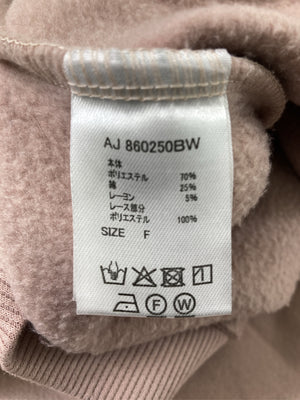 AJ 860250BW
本体
ポリエステル 70%
綿 25%
レーヨン 5%
レース部分
ポリエステル 100%
SIZE F
F W